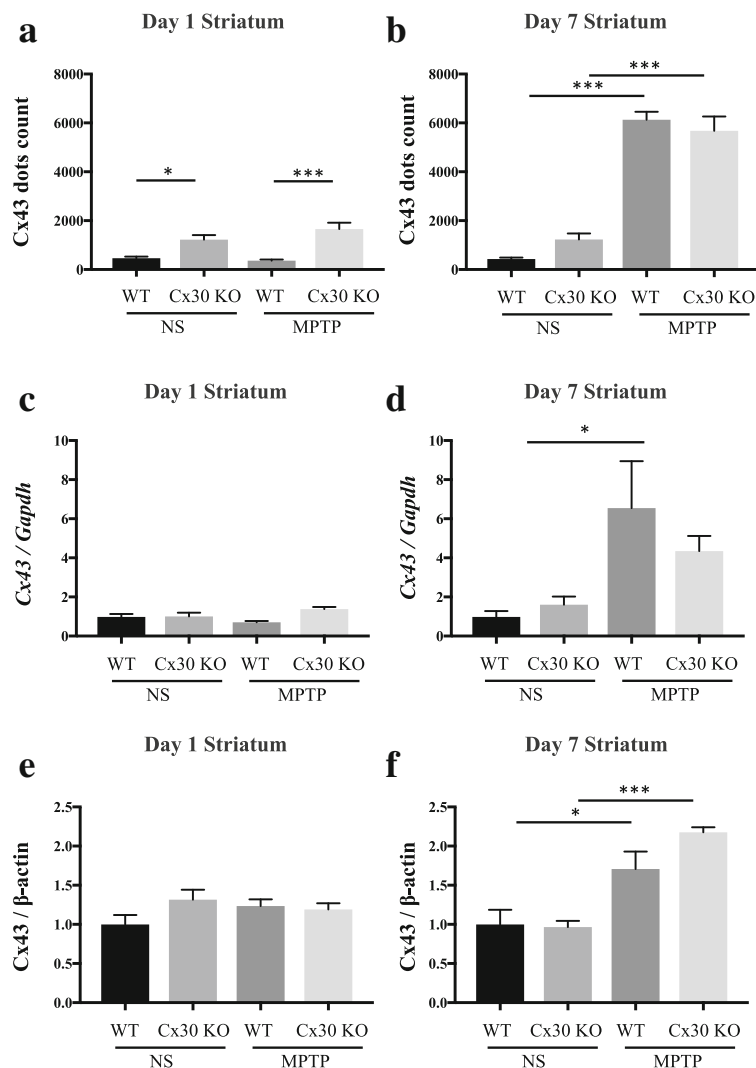 a
Day 1 Striatum
Cx43 dots count
8000
6000
4000
2000
0
*
***
WT
Cx30 KO
WT
Cx30 KO
NS
MPTP
b
Day 7 Striatum
Cx43 dots count
8000
6000
4000
2000
0
***
***
WT
Cx30 KO
WT
Cx30 KO
NS
MPTP
c
Day 1 Striatum
Cx43 / Gapdh
10
8
6
4
2
0
WT
Cx30 KO
WT
Cx30 KO
NS
MPTP
d
Day 7 Striatum
Cx43 / Gapdh
10
8
6
4
2
0
*
WT
Cx30 KO
WT
Cx30 KO
NS
MPTP
e
Day 1 Striatum
Cx43 / β-actin
2.5
2.0
1.5
1.0
0.5
0.0
WT
Cx30 KO
WT
Cx30 KO
NS
MPTP
f
Day 7 Striatum
Cx43 / β-actin
2.5
2.0
1.5
1.0
0.5
0.0
***
*
WT
Cx30 KO
WT
Cx30 KO
NS
MPTP